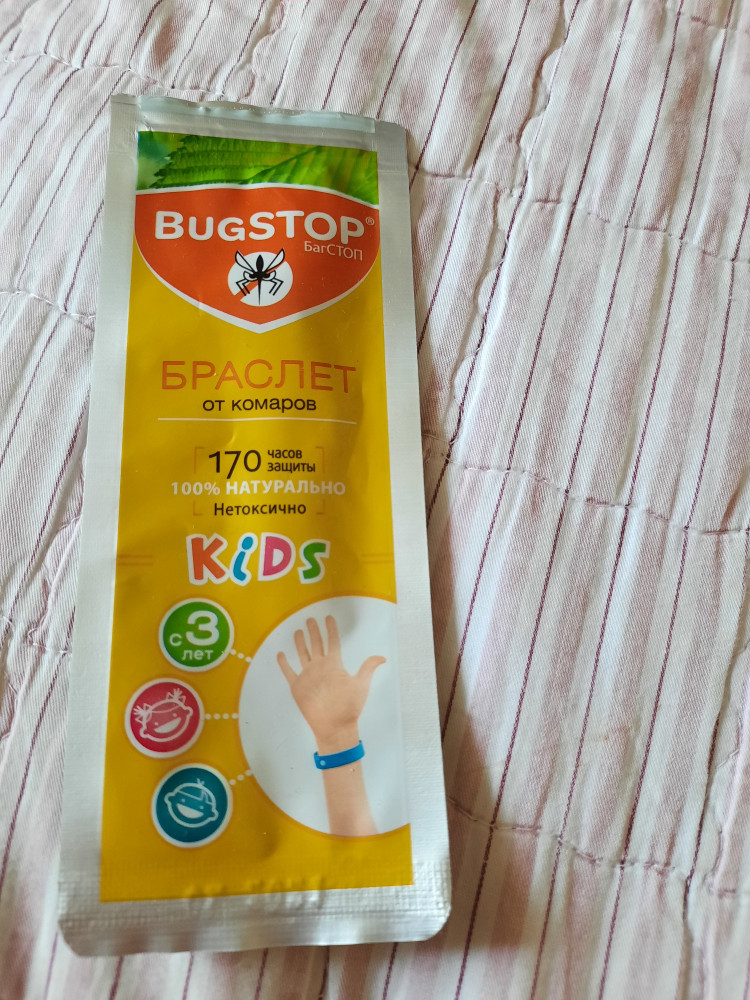 BUGSTOP®
БагСТОП
БРАСЛЕТ
от комаров
170 часов
защиты
100% НАТУРАЛЬНО
Нетоксично
KiDS
с 3
лет